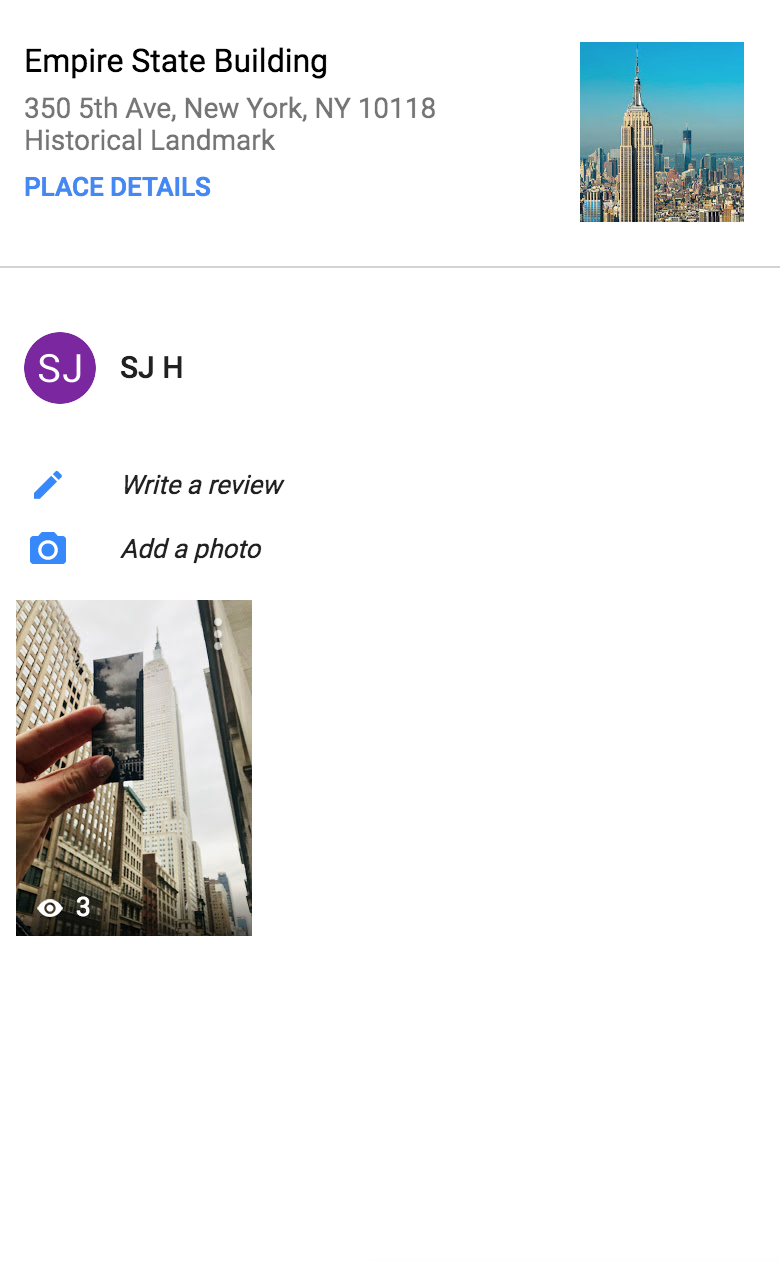 Empire State Building
350 5th Ave, New York, NY 10118
Historical Landmark
PLACE DETAILS
SJ
SJ H
Write a review
Add a photo
3